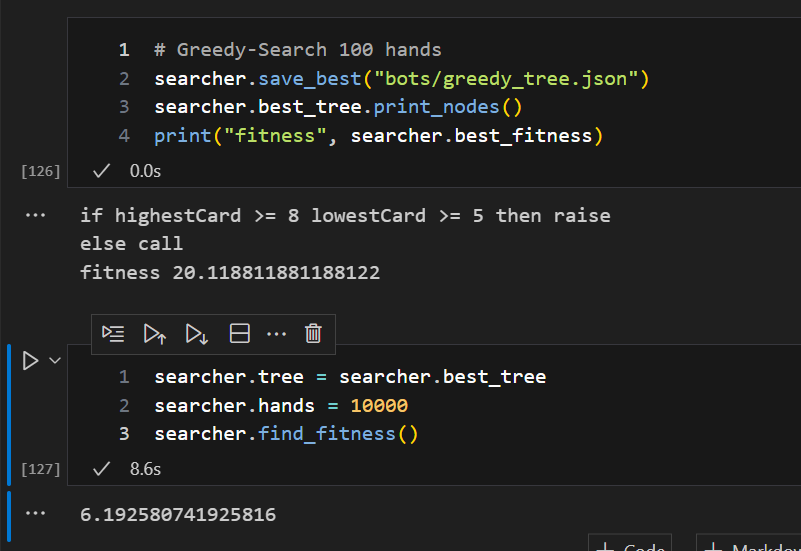 1 # Greedy-Search 100 hands
2 searcher.save_best("bots/greedy_tree.json")
3 searcher.best_tree.print_nodes()
4 print("fitness", searcher.best_fitness)
[126] 0.0s
... if highestCard >= 8 lowestCard >= 5 then raise
else call
fitness 20.118811881188122
1 searcher.tree = searcher.best_tree
2 searcher.hands = 10000
3 searcher.find_fitness()
[127] 8.6s
... 6.192580741925816
+ Code + Markdow